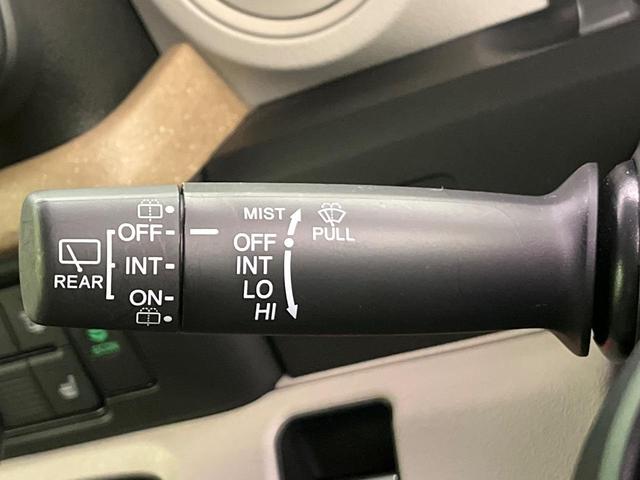 OFF
INT
ON
REAR
MIST
OFF
INT
LO
HI
PULL